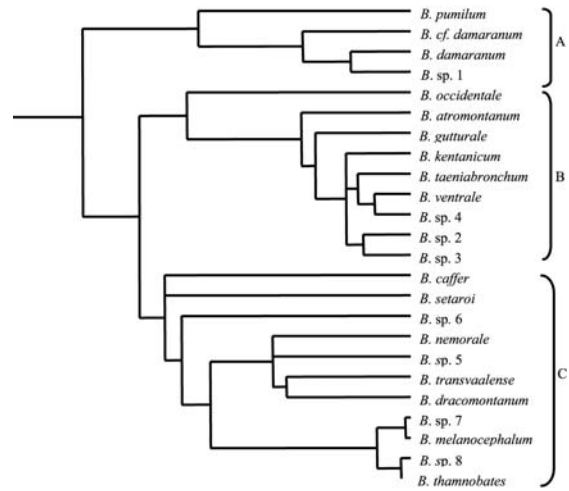 B. pumilum
B. cf. damaranum
B. damaranum
B. sp. 1
A
B. occidentale
B. atromontanum
B. gutturale
B. kentanicum
B. taeniabronchum
B. ventrale
B. sp. 4
B. sp. 2
B. sp. 3
B
B. caffer
B. setaroi
B. sp. 6
B. nemorale
B. sp. 5
B. transvaalense
B. dracomontanum
B. sp. 7
B. melanocephalum
B. sp. 8
B. thamnobates
C